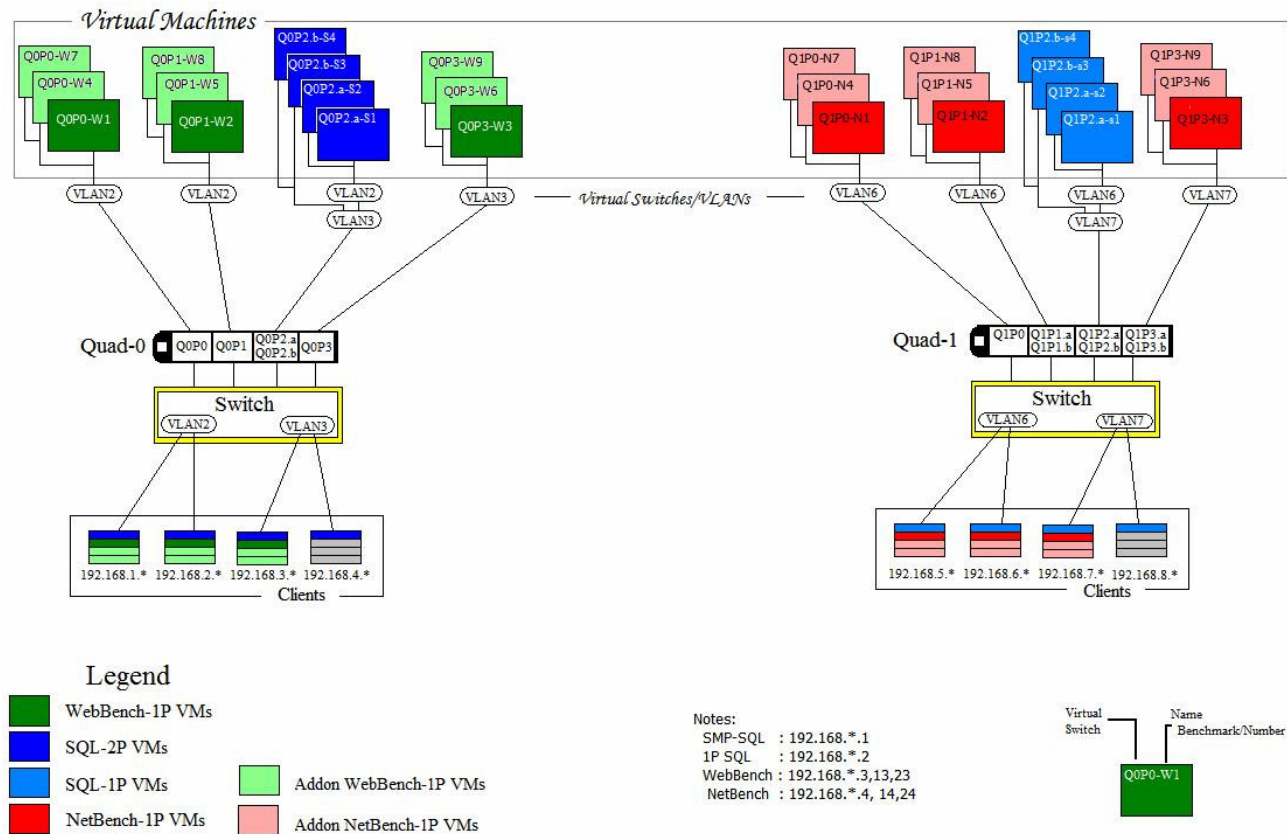 Virtual Machines
Q0P0-W7
Q0P0-W4
Q0P0-W1
Q0P1-W8
Q0P1-W5
Q0P1-W2
Q0P2.b-S4
Q0P2.b-S3
Q0P2.a-S2
Q0P2.a-S1
Q0P3-W9
Q0P3-W6
Q0P3-W3
Q1P0-N7
Q1P0-N4
Q1P0-N1
Q1P1-N8
Q1P1-N5
Q1P1-N2
Q1P2.b-s4
Q1P2.b-s3
Q1P2.a-s2
Q1P2.a-s1
Q1P3-N9
Q1P3-N6
Q1P3-N3
VLAN2
VLAN2
VLAN2
VLAN3
VLAN3
Virtual Switches/VLANs
VLAN6
VLAN6
VLAN6
VLAN7
VLAN7
Quad-0
Q0P0
Q0P1
Q0P2.a
Q0P2.b
Q0P3
Quad-1
Q1P0
Q1P1.a
Q1P1.b
Q1P2.a
Q1P2.b
Q1P3.a
Q1P3.b
Switch
VLAN2
VLAN3
Switch
VLAN6
VLAN7
192.168.1.*
192.168.2.*
192.168.3.*
192.168.4.*
Clients
192.168.5.*
192.168.6.*
192.168.7.*
192.168.8.*
Clients
Legend
WebBench-1P VMs
SQL-2P VMs
SQL-1P VMs
NetBench-1P VMs
Addon WebBench-1P VMs
Addon NetBench-1P VMs
Notes:
SMP-SQL : 192.168.*.1
1P SQL : 192.168.*.2
WebBench : 192.168.*.3,13,23
NetBench : 192.168.*.4, 14,24
Virtual
Switch
Name
Benchmark/Number
Q0P0-W1